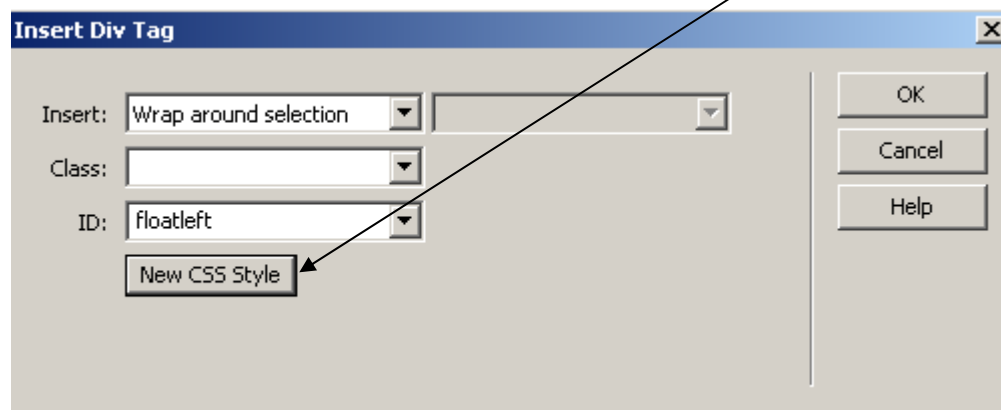 Insert Div Tag
Insert: Wrap around selection
Class:
ID: floatleft
New CSS Style
OK
Cancel
Help